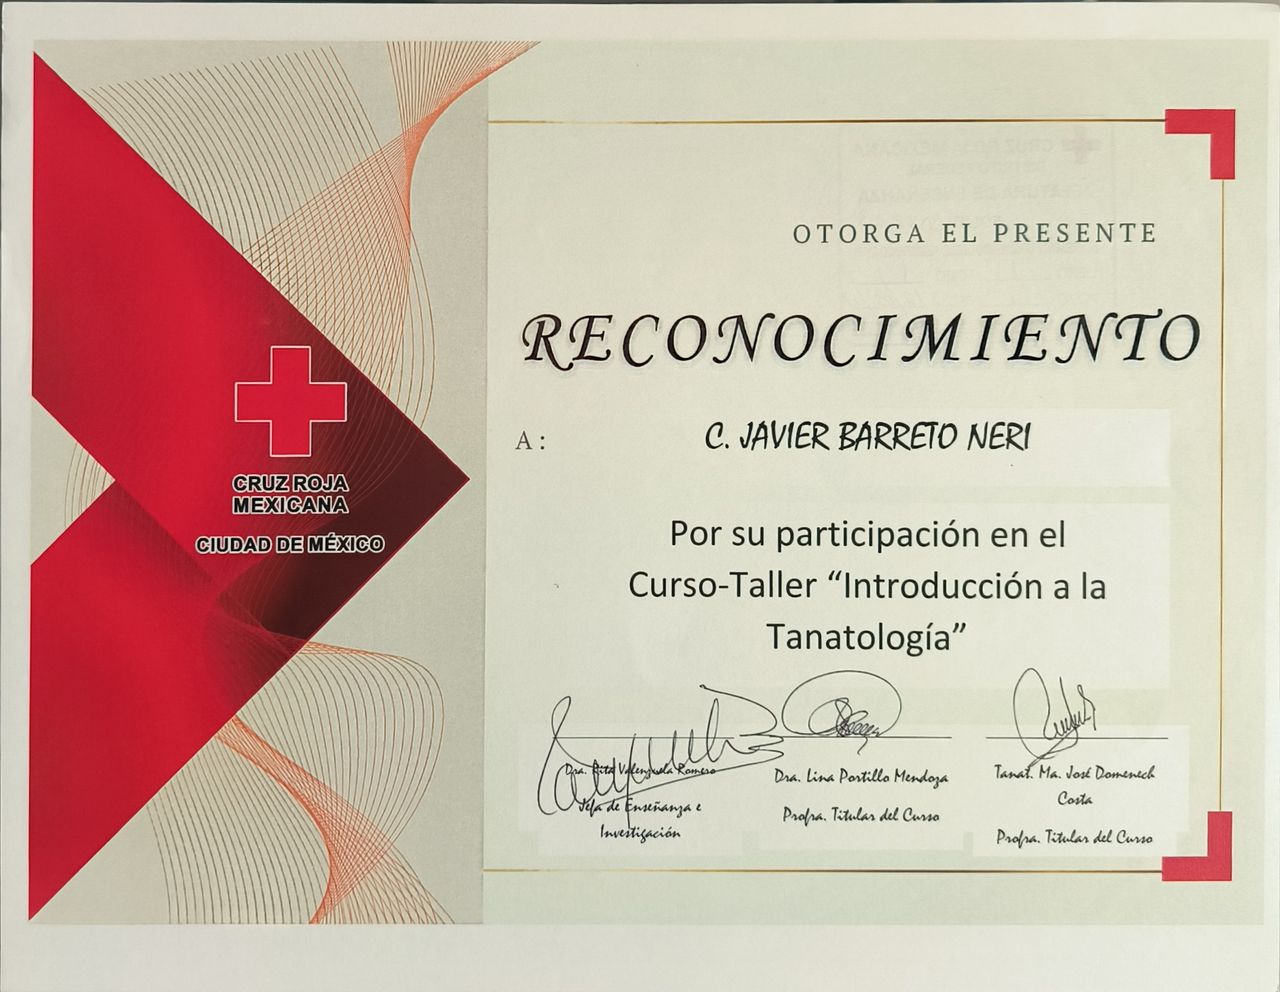 OTORGA EL PRESENTE
RECONOCIMIENTO
A: C. JAVIER BARRETO NERI
Por su participación en el
Curso-Taller “Introducción a la
Tanatología”
CRUZ ROJA
MEXICANA
CIUDAD DE MÉXICO
Dra. Rita Valenzuela Romero
Jefa de Enseñanza e
Investigación
Dra. Lina Portillo Mendoza
Profra. Titular del Curso
Tanat. Ma. José Domenech
Costa
Profra. Titular del Curso